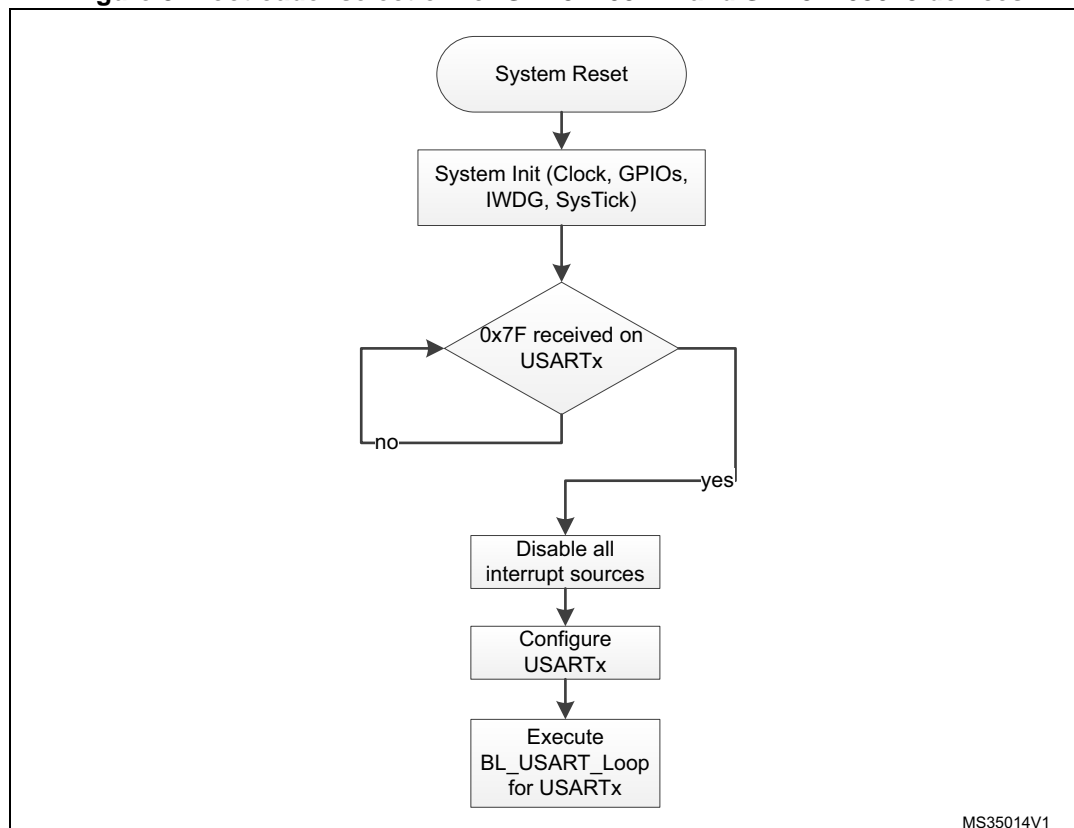 System Reset
System Init (Clock, GPIOs,
IWDG, SysTick)
0x7F received on
USARTx
no
yes
Disable all
interrupt sources
Configure
USARTx
Execute
BL_USART_Loop
for USARTx
MS35014V1